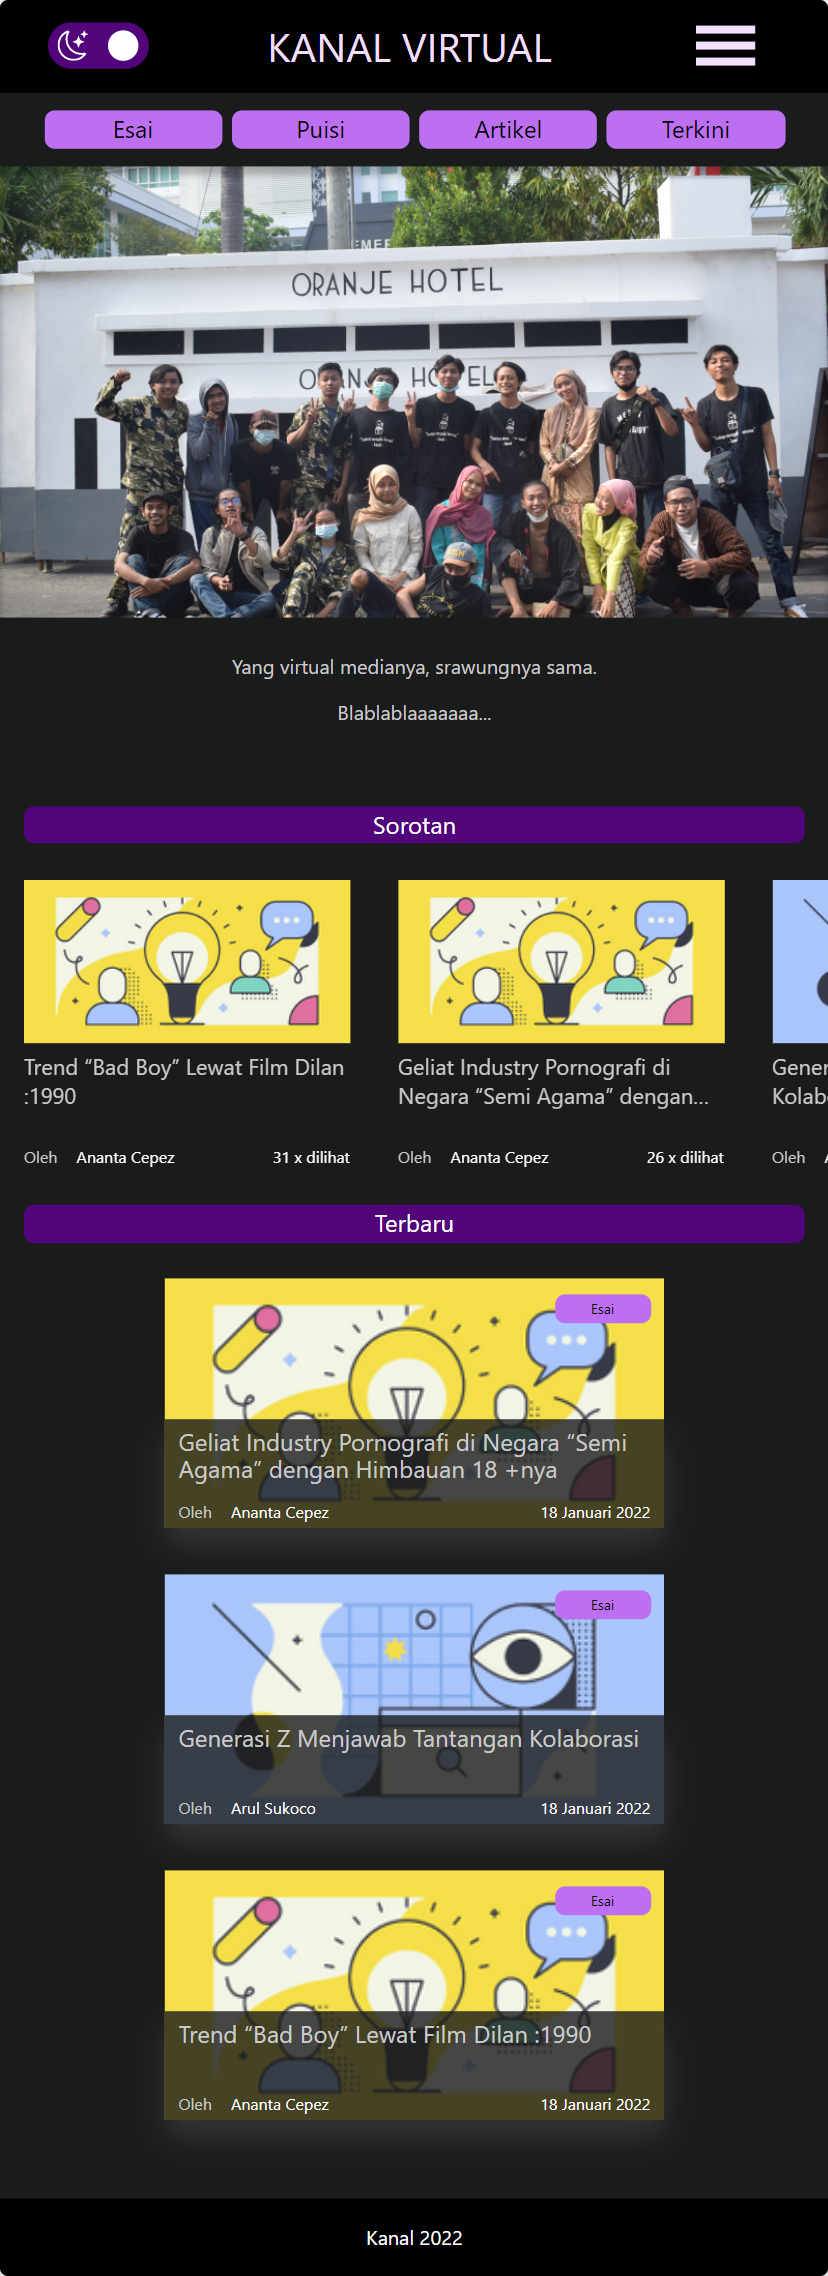 KANAL VIRTUAL
Esai
Puisi
Artikel
Terkini
EMER
ORANJE HOTEL
HOTEL
Yang virtual medianya, srawungnya sama.
Blablablaaaaaaa...
Sorotan
Trend “Bad Boy” Lewat Film Dilan
:1990
Oleh Ananta Cepez 31 x dilihat
Geliat Industry Pornografi di
Negara “Semi Agama” dengan...
Oleh Ananta Cepez 26 x dilihat
Gener
Kolab
Oleh
Terbaru
Esai
Geliat Industry Pornografi di Negara “Semi
Agama” dengan Himbauan 18 +nya
Oleh Ananta Cepez 18 Januari 2022
Esai
Generasi Z Menjawab Tantangan Kolaborasi
Oleh Arul Sukoco 18 Januari 2022
Esai
Trend “Bad Boy” Lewat Film Dilan :1990
Oleh Ananta Cepez 18 Januari 2022
Kanal 2022